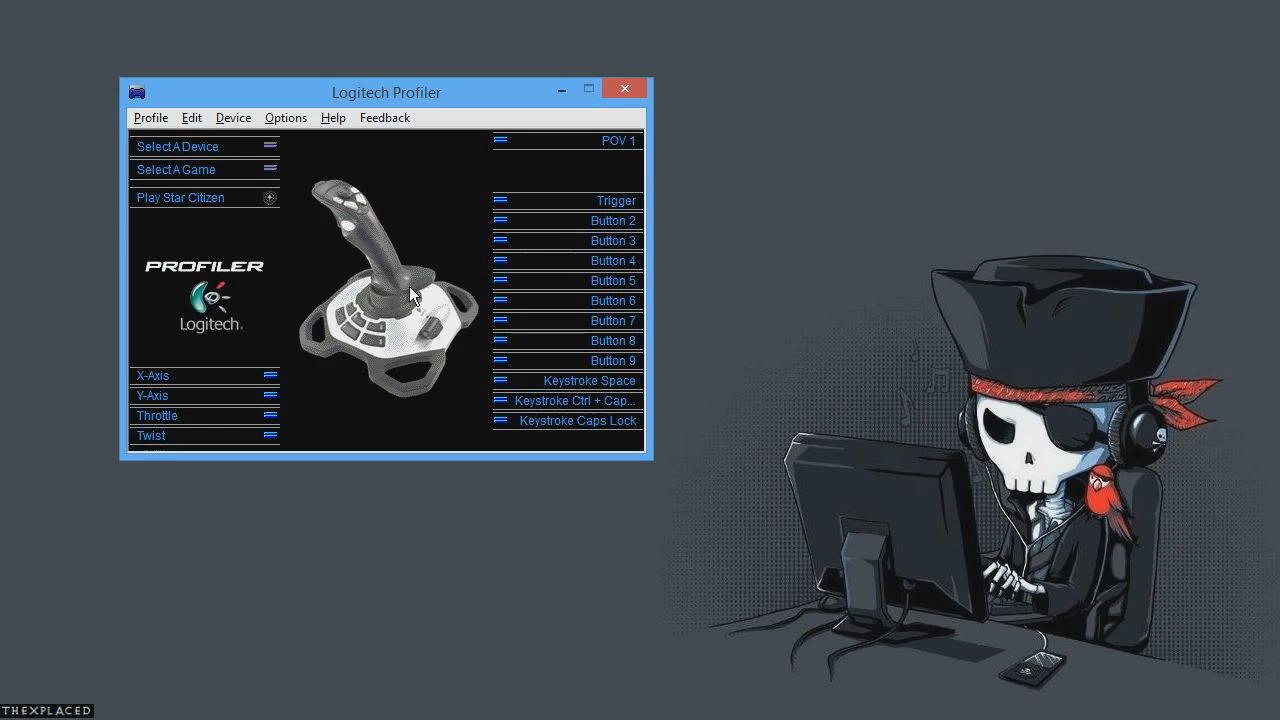 Logitech Profiler
Profile Edit Device Options Help Feedback
Select A Device
Select A Game
Play Star Citizen
PROFILER
Logitech
X-Axis
Y-Axis
Throttle
Twist
POV 1
Trigger
Button 2
Button 3
Button 4
Button 5
Button 6
Button 7
Button 8
Button 9
Keystroke Space
Keystroke Ctrl + Cap...
Keystroke Caps Lock
THEXPLACED